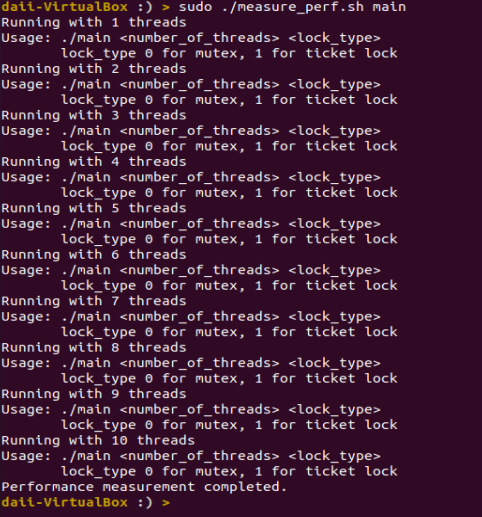 daii-VirtualBox :) > sudo ./measure_perf.sh main
Running with 1 threads
Usage: ./main <number_of_threads> <lock_type>
       lock_type 0 for mutex, 1 for ticket lock
Running with 2 threads
Usage: ./main <number_of_threads> <lock_type>
       lock_type 0 for mutex, 1 for ticket lock
Running with 3 threads
Usage: ./main <number_of_threads> <lock_type>
       lock_type 0 for mutex, 1 for ticket lock
Running with 4 threads
Usage: ./main <number_of_threads> <lock_type>
       lock_type 0 for mutex, 1 for ticket lock
Running with 5 threads
Usage: ./main <number_of_threads> <lock_type>
       lock_type 0 for mutex, 1 for ticket lock
Running with 6 threads
Usage: ./main <number_of_threads> <lock_type>
       lock_type 0 for mutex, 1 for ticket lock
Running with 7 threads
Usage: ./main <number_of_threads> <lock_type>
       lock_type 0 for mutex, 1 for ticket lock
Running with 8 threads
Usage: ./main <number_of_threads> <lock_type>
       lock_type 0 for mutex, 1 for ticket lock
Running with 9 threads
Usage: ./main <number_of_threads> <lock_type>
       lock_type 0 for mutex, 1 for ticket lock
Running with 10 threads
Usage: ./main <number_of_threads> <lock_type>
       lock_type 0 for mutex, 1 for ticket lock
Performance measurement completed.
daii-VirtualBox :) >